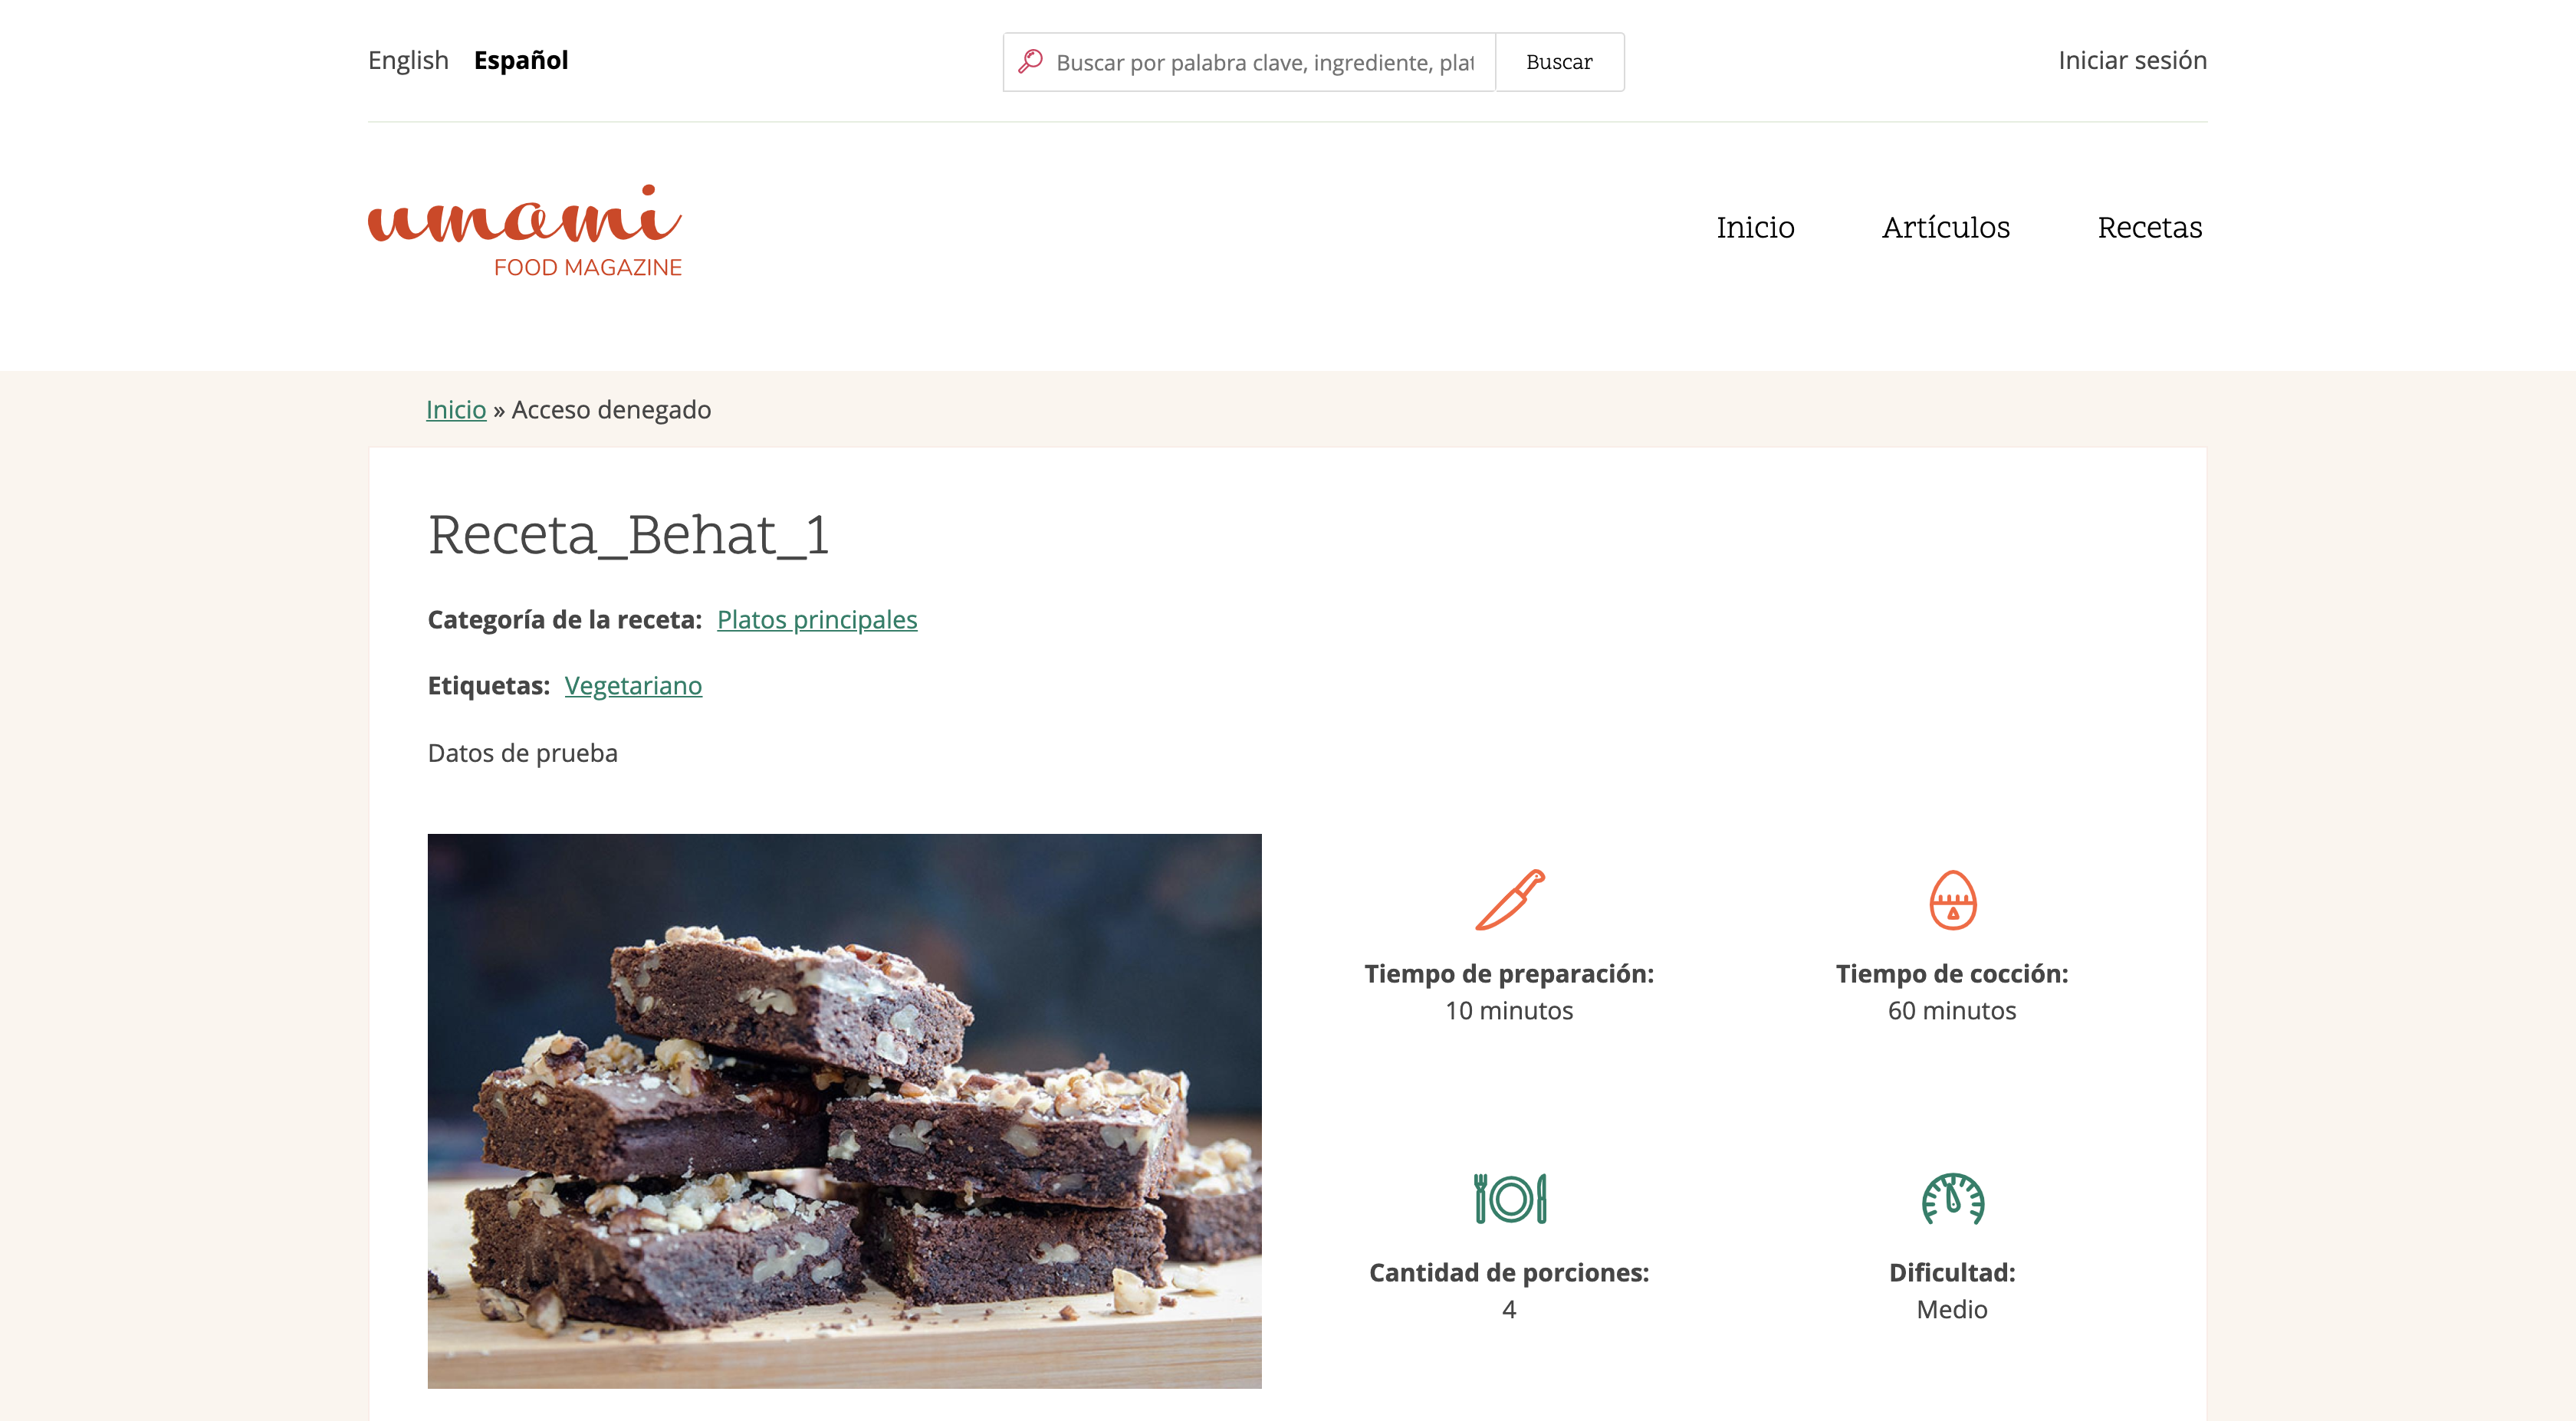 English Español
Buscar por palabra clave, ingrediente, plat
Buscar
Iniciar sesión
umami
FOOD MAGAZINE
Inicio Artículos Recetas
Inicio » Acceso denegado
Receta_Behat_1
Categoría de la receta: Platos principales
Etiquetas: Vegetariano
Datos de prueba
Tiempo de preparación:
10 minutos
Tiempo de cocción:
60 minutos
Cantidad de porciones:
4
Dificultad:
Medio